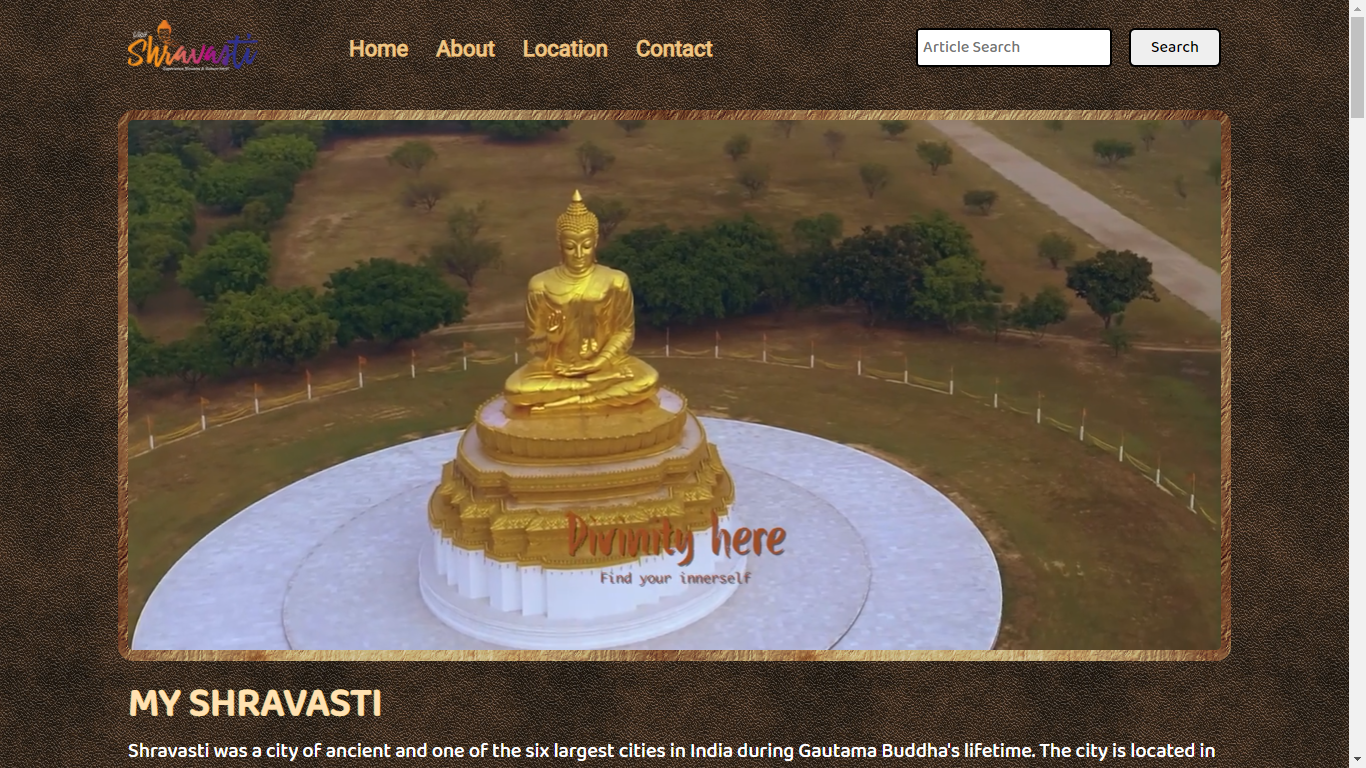 Visit
Shravasti
Home About Location Contact
Article Search
Search
Divinity here
Find your innerself
MY SHRAVASTI
Shravasti was a city of ancient and one of the six largest cities in India during Gautama Buddha's lifetime. The city is located in